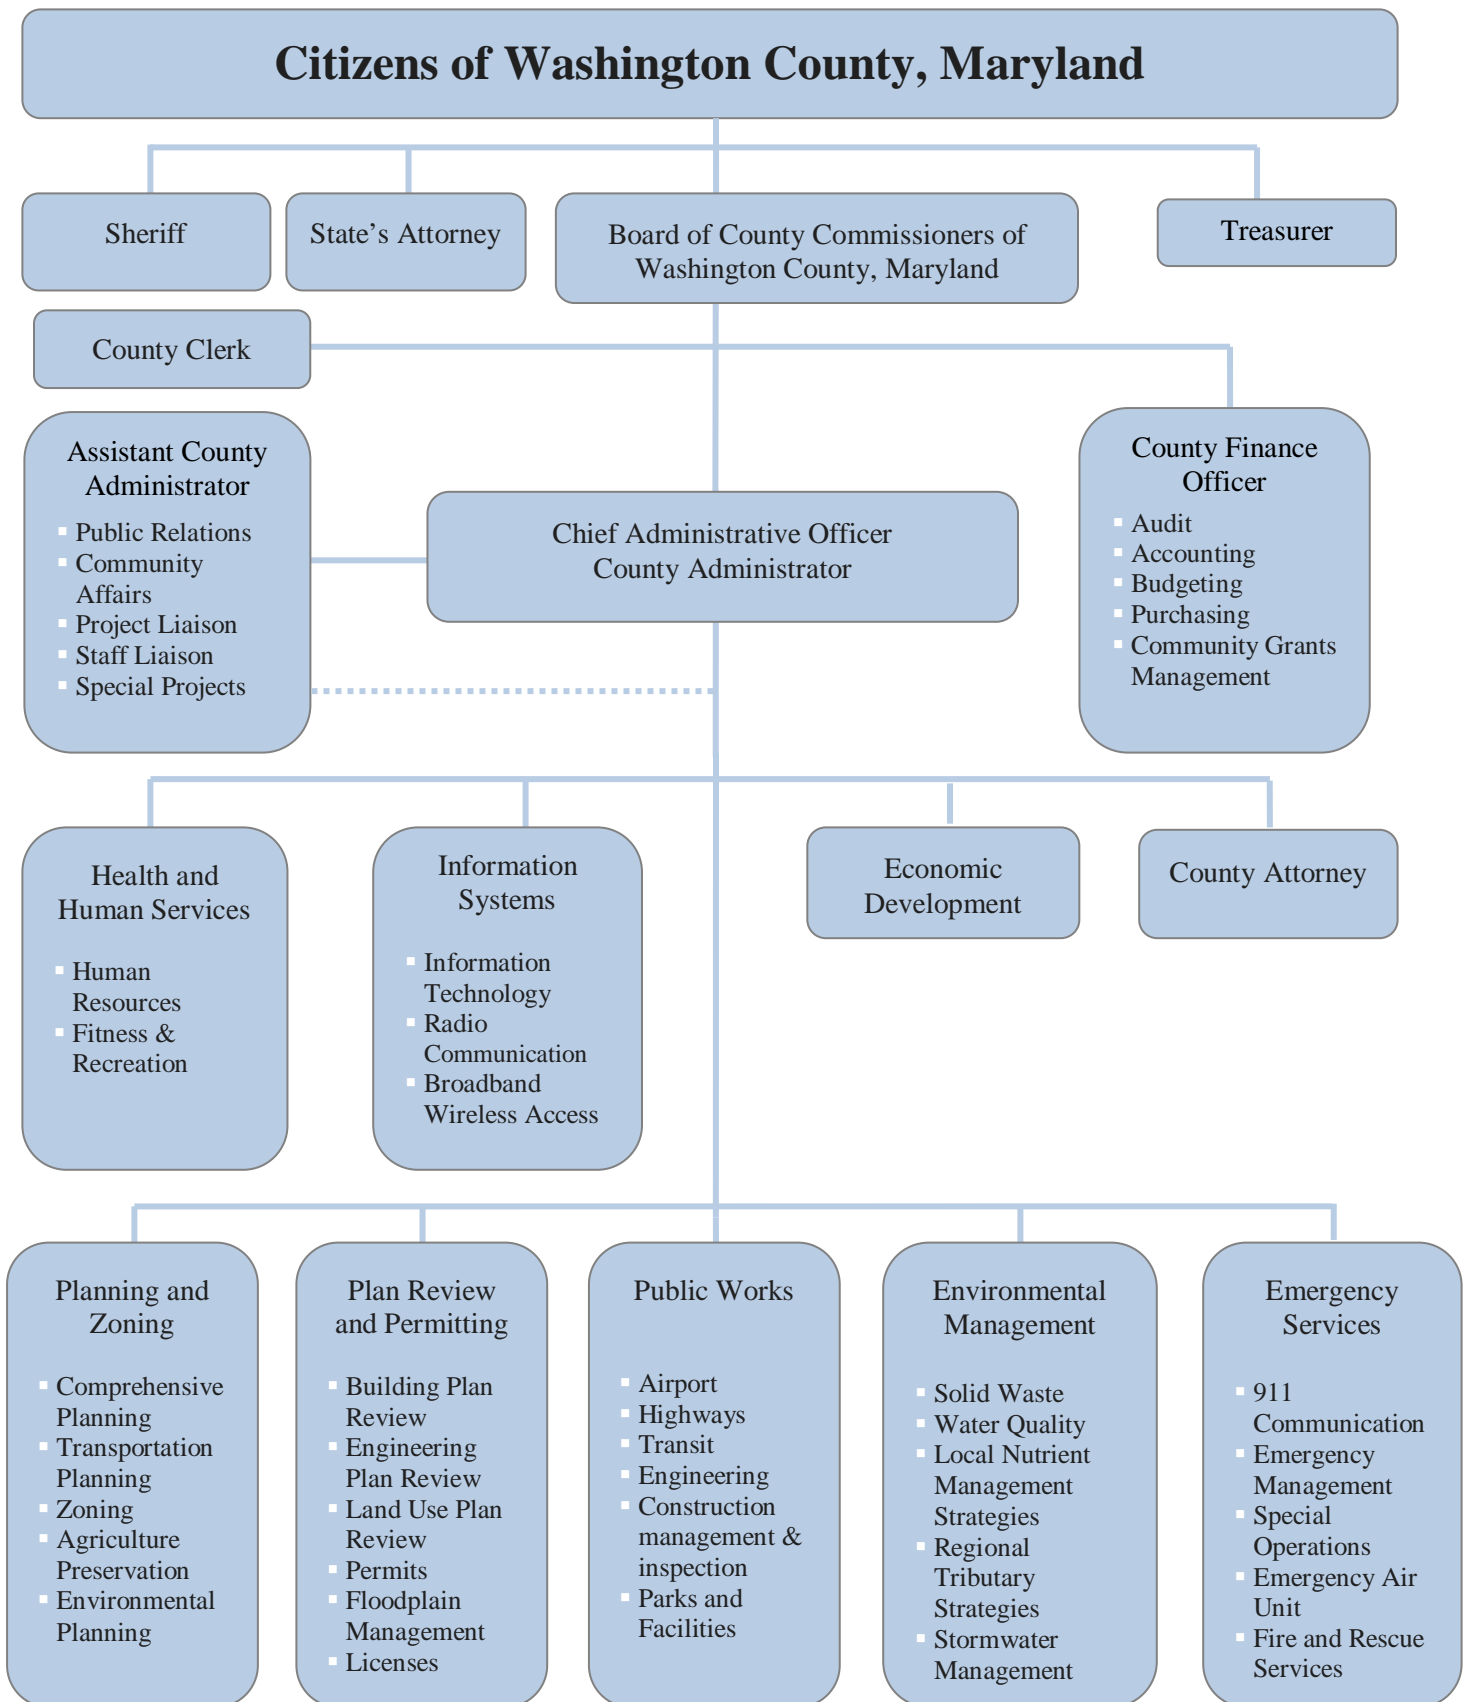 Citizens of Washington County, Maryland
Sheriff
State’s Attorney
Board of County Commissioners of
Washington County, Maryland
Treasurer
County Clerk
Assistant County
Administrator
▪ Public Relations
▪ Community
Affairs
▪ Project Liaison
▪ Staff Liaison
▪ Special Projects
Chief Administrative Officer
County Administrator
County Finance
Officer
▪ Audit
▪ Accounting
▪ Budgeting
▪ Purchasing
▪ Community Grants
Management
Health and
Human Services
▪ Human
Resources
▪ Fitness &
Recreation
Information
Systems
▪ Information
Technology
▪ Radio
Communication
▪ Broadband
Wireless Access
Economic
Development
County Attorney
Planning and
Zoning
▪ Comprehensive
Planning
▪ Transportation
Planning
▪ Zoning
▪ Agriculture
Preservation
▪ Environmental
Planning
Plan Review
and Permitting
▪ Building Plan
Review
▪ Engineering
Plan Review
▪ Land Use Plan
Review
▪ Permits
▪ Floodplain
Management
▪ Licenses
Public Works
▪ Airport
▪ Highways
▪ Transit
▪ Engineering
▪ Construction
management &
inspection
▪ Parks and
Facilities
Environmental
Management
▪ Solid Waste
▪ Water Quality
▪ Local Nutrient
Management
Strategies
▪ Regional
Tributary
Strategies
▪ Stormwater
Management
Emergency
Services
▪ 911
Communication
▪ Emergency
Management
▪ Special
Operations
▪ Emergency Air
Unit
▪ Fire and Rescue
Services